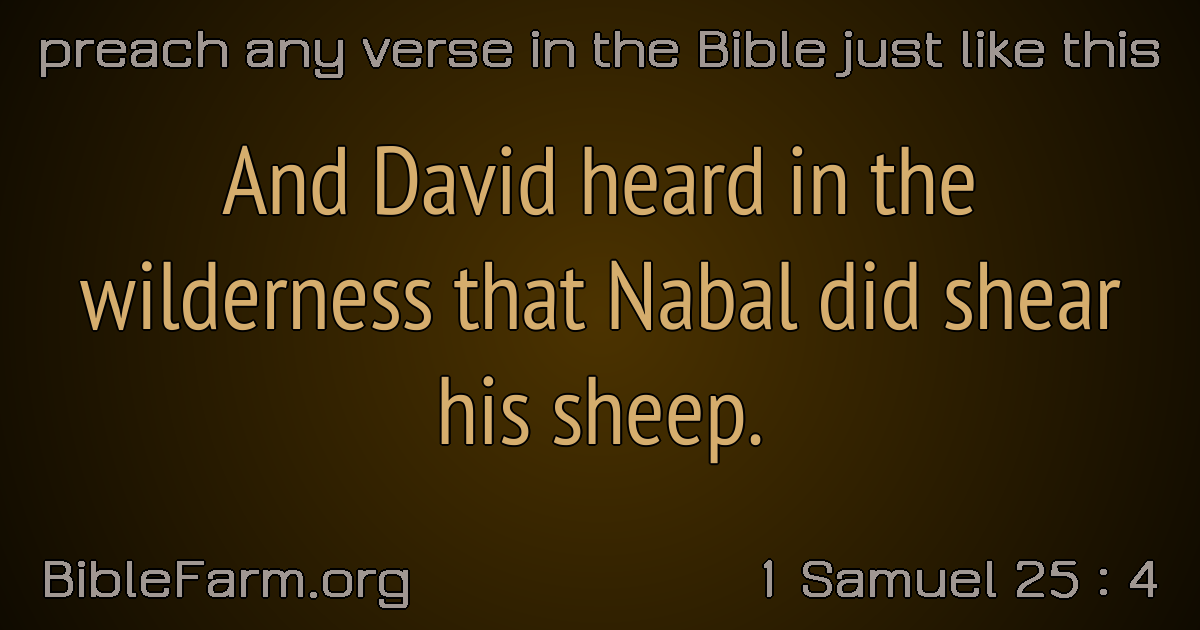 preach any verse in the Bible just like this
And David heard in the
wilderness that Nabal did shear
his sheep.
BibleFarm.org
1 Samuel 25 : 4